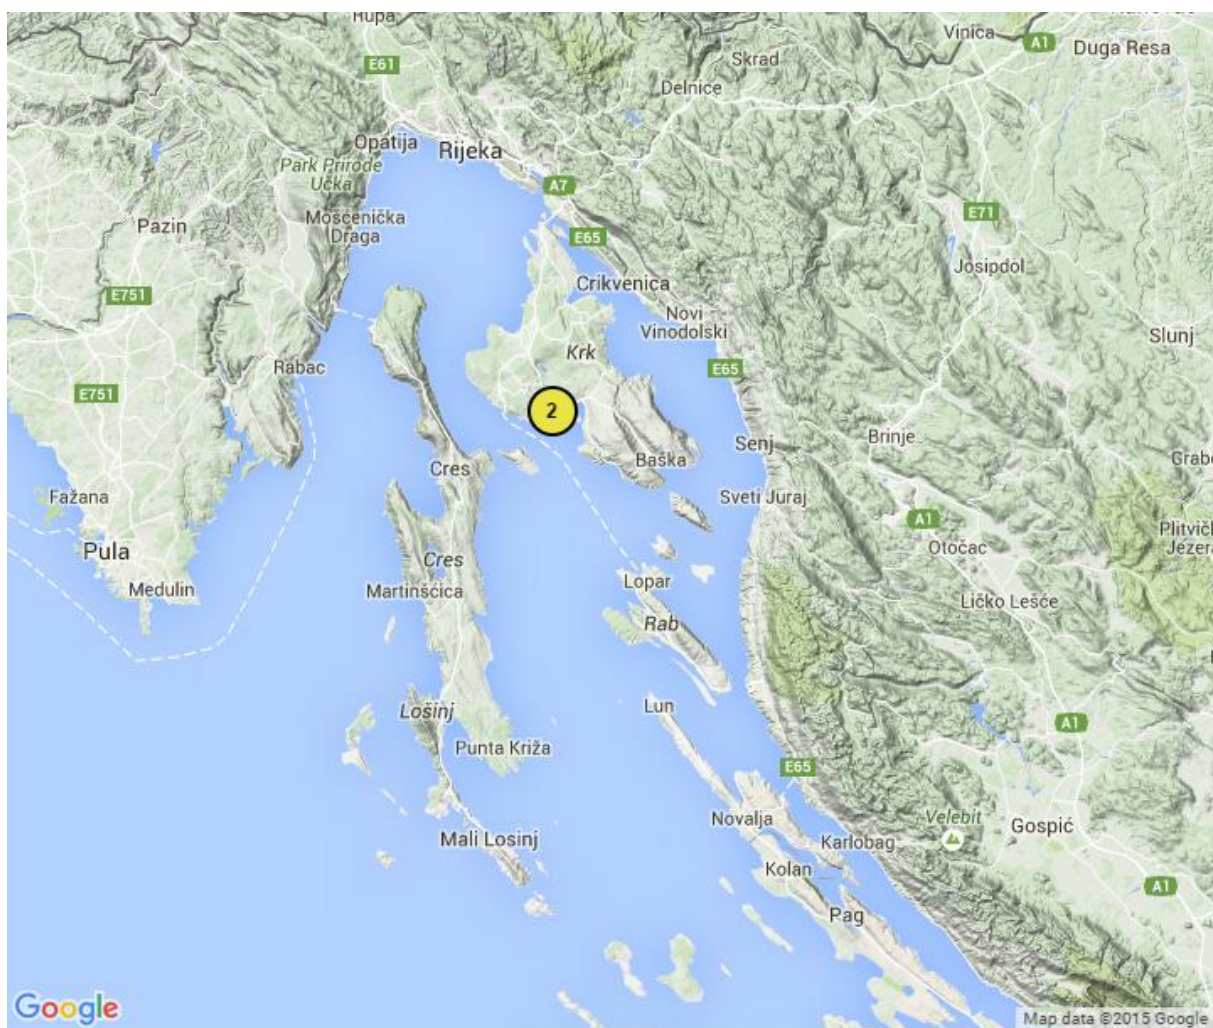 Vinica
A1
Duga Resa
E61
Skrad
Delnice
Opatija
Rijeka
Park Prirode
Učka
A7
Mošćenička
Draga
Pazin
E71
E65
Josipdol
Crikvenica
E751
Novi
Vinodolski
Slunj
Krk
Rabac
E65
E751
2
Brinje
Senj
Baška
Cres
Fažana
Sveti Juraj
A1
Pula
Otočac
Cres
Medulin
Martinšćica
Lopar
Ličko Lešće
Rab
Lun
Lošinj
A1
Punta Križa
E65
Novalja
Velebit
Gospić
Mali Losinj
Karlobag
Kolan
A1
Pag
Google
Map data ©2015 Google